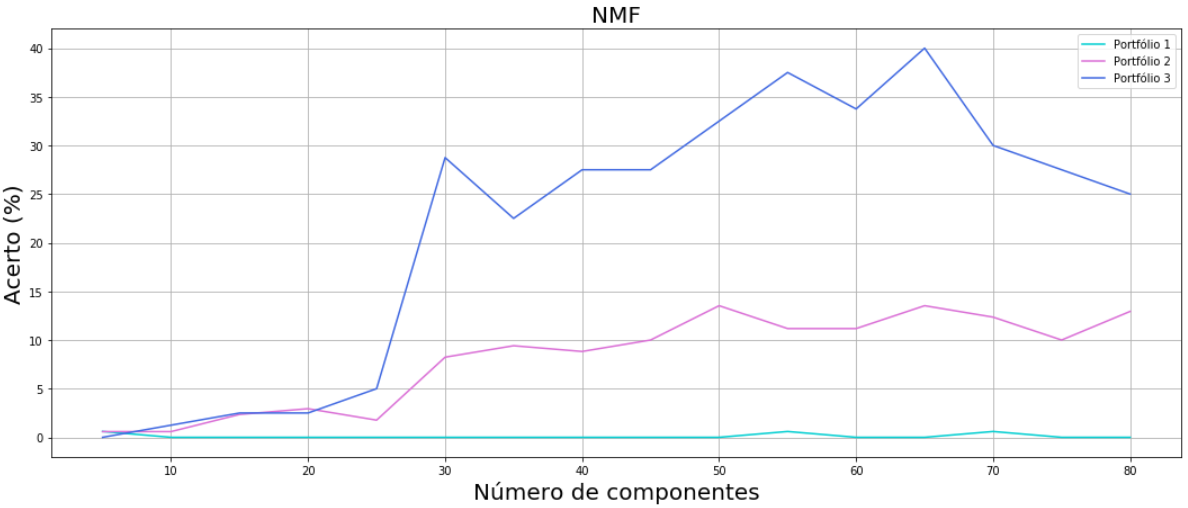 NMF
Portfólio 1
Portfólio 2
Portfólio 3
Acerto (%)
40
35
30
25
20
15
10
5
0
10 20 30 40 50 60 70 80
Número de componentes